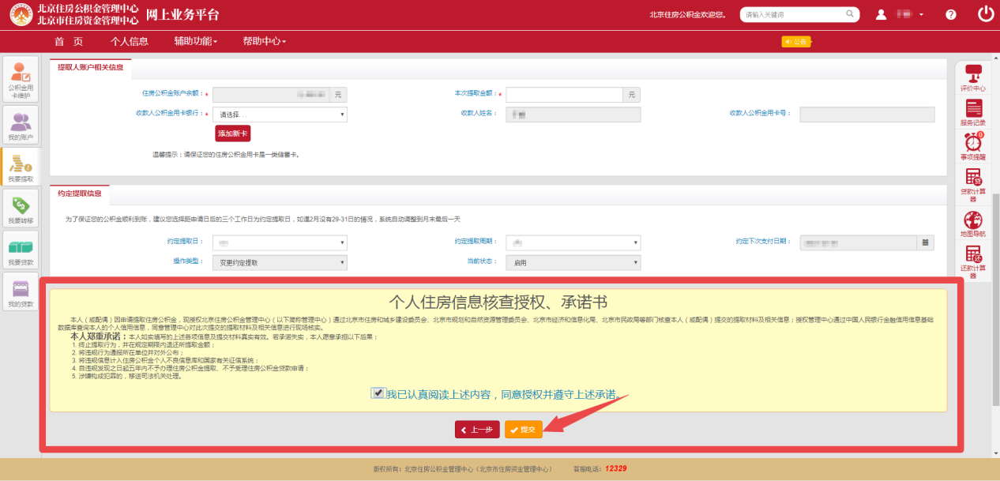 北京住房公积金管理中心
北京市住房资金管理中心
网上业务平台
北京住房公积金欢迎您。
请输入关键词
首 页
个人信息
辅助功能
帮助中心
公告
公积金用
卡维护
我的账户
我要提取
我要转移
我要贷款
我的贷款
提取人账户相关信息
住房公积金账户余额：* 元
本次提取金额：* 元
收款人公积金用卡银行：* 请选择...
收款人姓名：
收款人公积金用卡号：
添加新卡
温馨提示：请保证您的住房公积金用卡是一类储蓄卡。
约定提取信息
为了保证您的公积金顺利到账，建议您选择距申请日后的三个工作日为约定提取日，如遇2月没有29-31日的情况，系统自动调整到月末最后一天
约定提取日：
约定提取周期：
约定下次支付日期：
操作类型： 变更约定提取
当前状态： 启用
个人住房信息核查授权、承诺书
本人（或配偶）因申请提取住房公积金，现授权北京住房公积金管理中心（以下简称管理中心）通过北京市住房和城乡建设委员会、北京市规划和自然资源管理委员会、北京市经济和信息化局、北京市民政局等部门核查本人（或配偶）提交的提取材料及相关信息；授权管理中心通过中国人民银行金融信用信息基础
数据库查询本人的个人信用信息，同意管理中心对此次提交的提取材料及相关信息进行现场核实。
本人郑重承诺：本人如实填写的上述各项信息及提交材料真实有效。若承诺失实，本人愿意承担以下后果：
1. 终止提取行为，并在规定期限内退还所提取金额；
2. 将违规行为通报所在单位并对外公布；
3. 将违规信息计入住房公积金个人不良信息库和国家有关征信系统；
4. 自违规发现之日起五年内不予办理住房公积金提取、不予受理住房公积金贷款申请；
5. 涉嫌构成犯罪的，移送司法机关处理。
我已认真阅读上述内容，同意授权并遵守上述承诺。
上一步
提交
评价中心
服务记录
0
事项提醒
贷
贷款计算
器
地图导航
还
还款计算
器
版权所有：北京住房公积金管理中心（北京市住房资金管理中心）
客服电话：12329